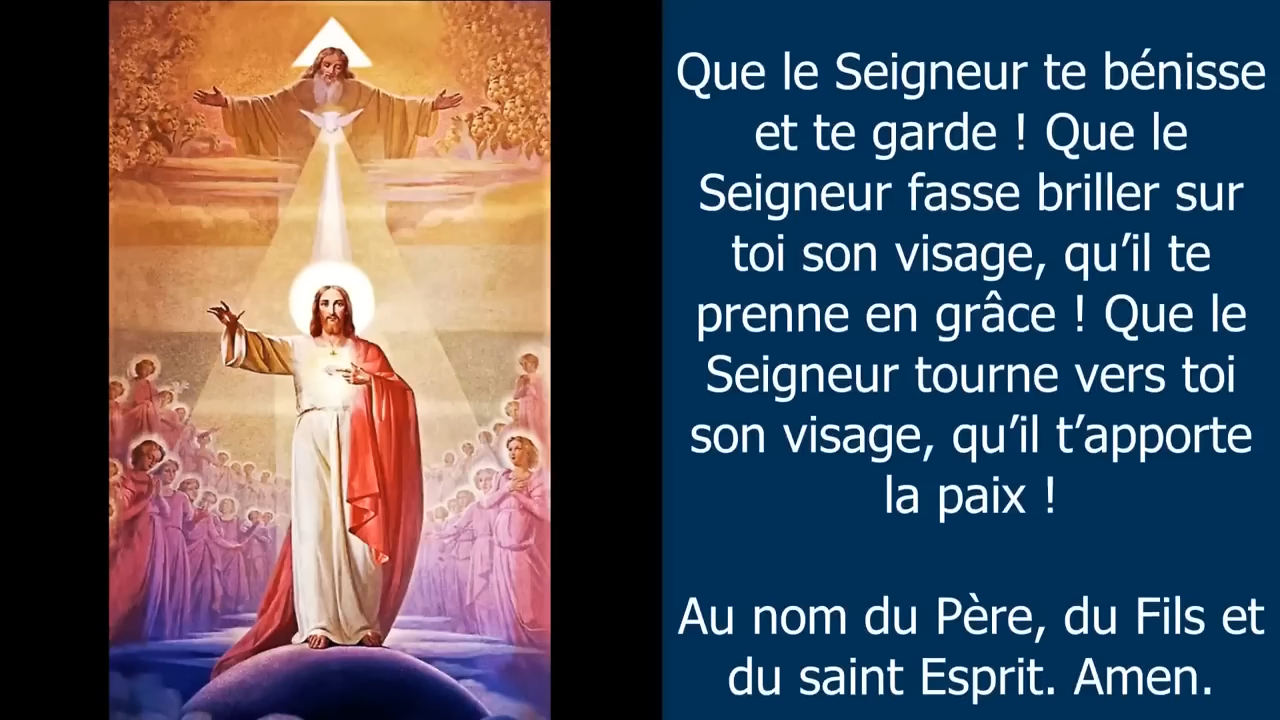 Que le Seigneur te bénisse
et te garde ! Que le
Seigneur fasse briller sur
toi son visage, qu’il te
prenne en grâce ! Que le
Seigneur tourne vers toi
son visage, qu’il t’apporte
la paix !
Au nom du Père, du Fils et
du saint Esprit. Amen.